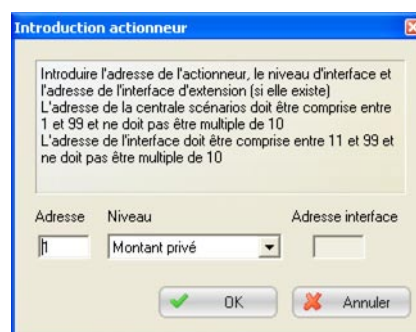 Introduction actionneur
Introduire l'adresse de l'actionneur, le niveau d'interface et
l'adresse de l'interface d'extension (si elle existe)
L'adresse de la centrale scénarios doit être comprise entre
1 et 99 et ne doit pas être multiple de 10
L'adresse de l'interface doit être comprise entre 11 et 99 et
ne doit pas être multiple de 10
Adresse Niveau Adresse interface
1 Montant privé
OK Annuler